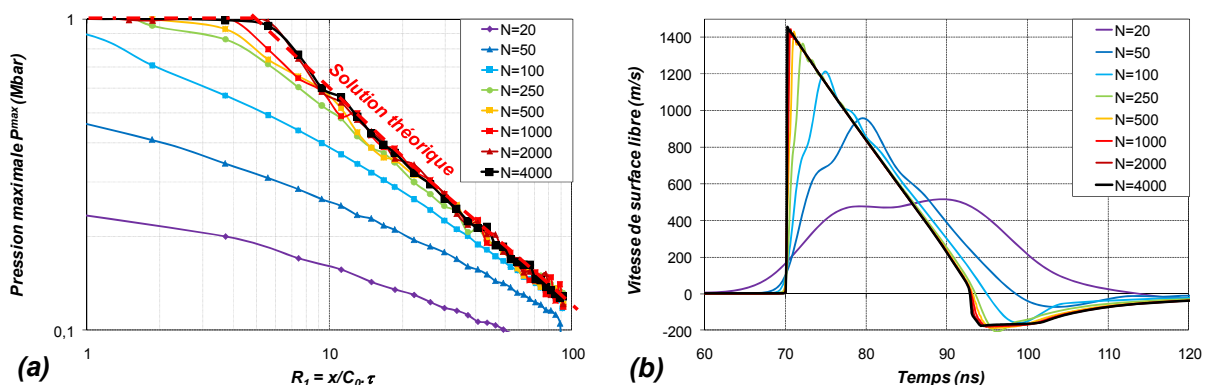 1
0,1
Pression maximale Pmax (Mbar)
Solution théorique
N=20
N=50
N=100
N=250
N=500
N=1000
N=2000
N=4000
1 10 100
R1 = x/C0.τ
(a)
1400
1200
1000
800
600
400
200
0
-200
Vitesse de surface libre (m/s)
N=20
N=50
N=100
N=250
N=500
N=1000
N=2000
N=4000
60 70 80 90 100 110 120
Temps (ns)
(b)